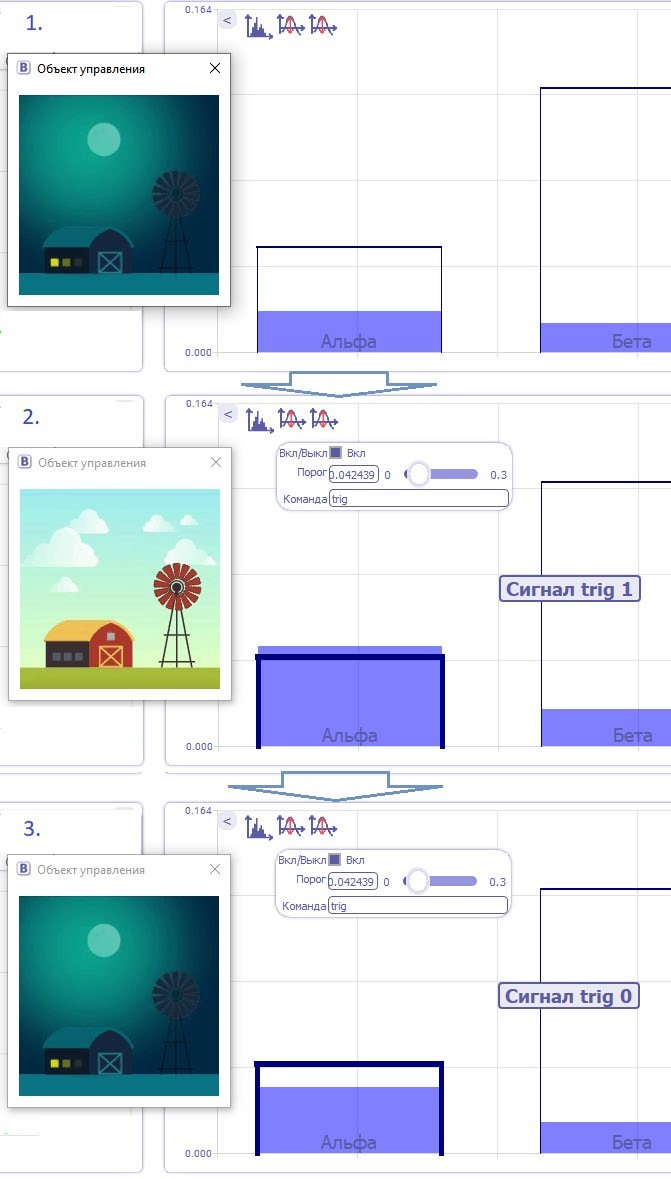 1.
0.164
<
B Объект управления
Альфа
Бета
0.000
2.
0.164
<
Вкл/Выкл Вкл
B Объект управления
Порог 0.042439 0 0.3
Команда trig
Сигнал trig 1
Альфа
Бета
0.000
3.
0.164
<
Вкл/Выкл Вкл
B Объект управления
Порог 0.042439 0 0.3
Команда trig
Сигнал trig 0
Альфа
Бета
0.000